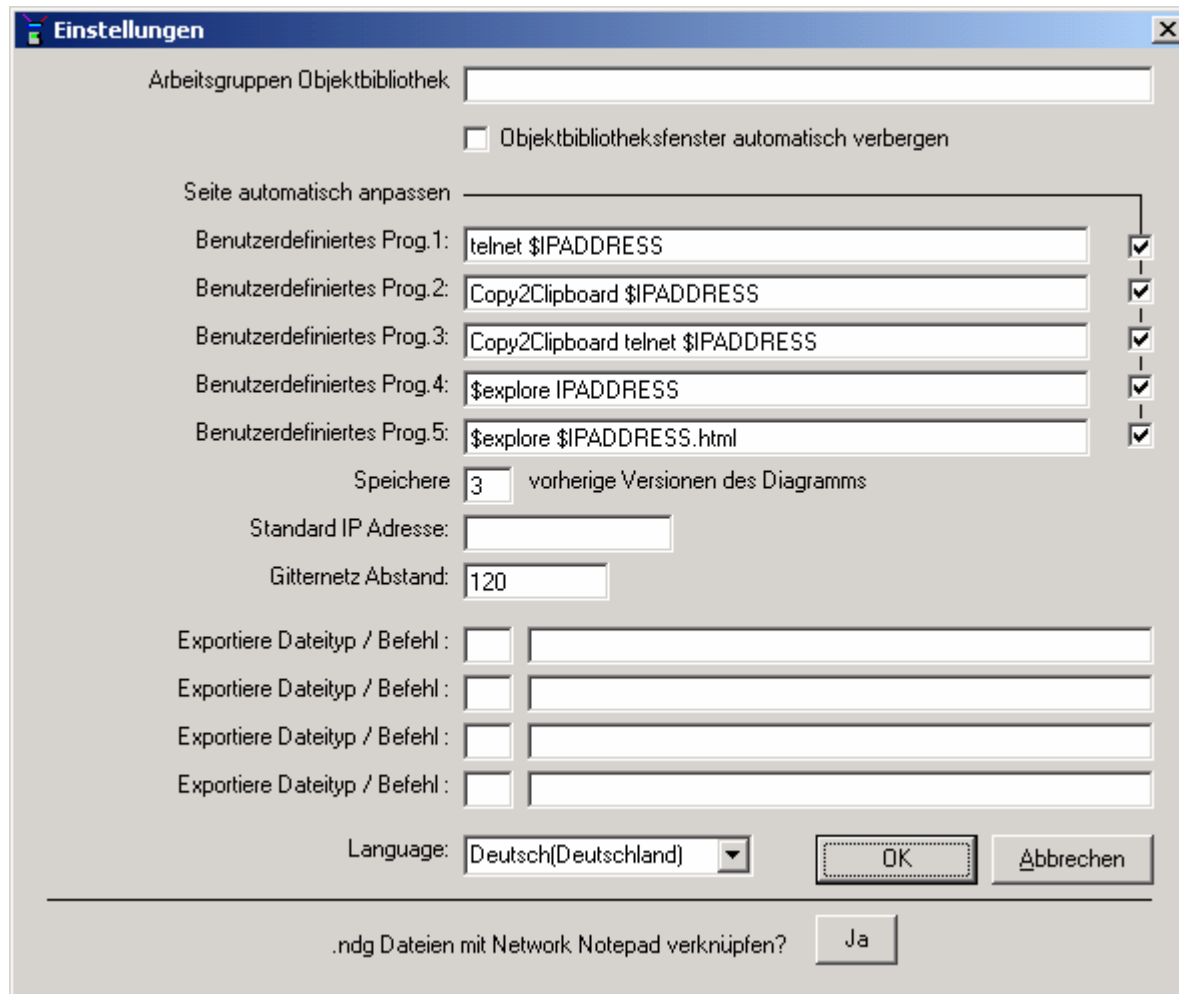 Einstellungen
Arbeitsgruppen Objektbibliothek
Objektbibliotheksfenster automatisch verbergen
Seite automatisch anpassen
Benutzerdefiniertes Prog.1: telnet $IPADDRESS
Benutzerdefiniertes Prog.2: Copy2Clipboard $IPADDRESS
Benutzerdefiniertes Prog.3: Copy2Clipboard telnet $IPADDRESS
Benutzerdefiniertes Prog.4: $explore IPADDRESS
Benutzerdefiniertes Prog.5: $explore $IPADDRESS.html
Speichere 3 vorherige Versionen des Diagramms
Standard IP Adresse:
Gitternetz Abstand: 120
Exportiere Dateityp / Befehl :
Exportiere Dateityp / Befehl :
Exportiere Dateityp / Befehl :
Exportiere Dateityp / Befehl :
Language: Deutsch(Deutschland) OK Abbrechen
.ndg Dateien mit Network Notepad verknüpfen? Ja